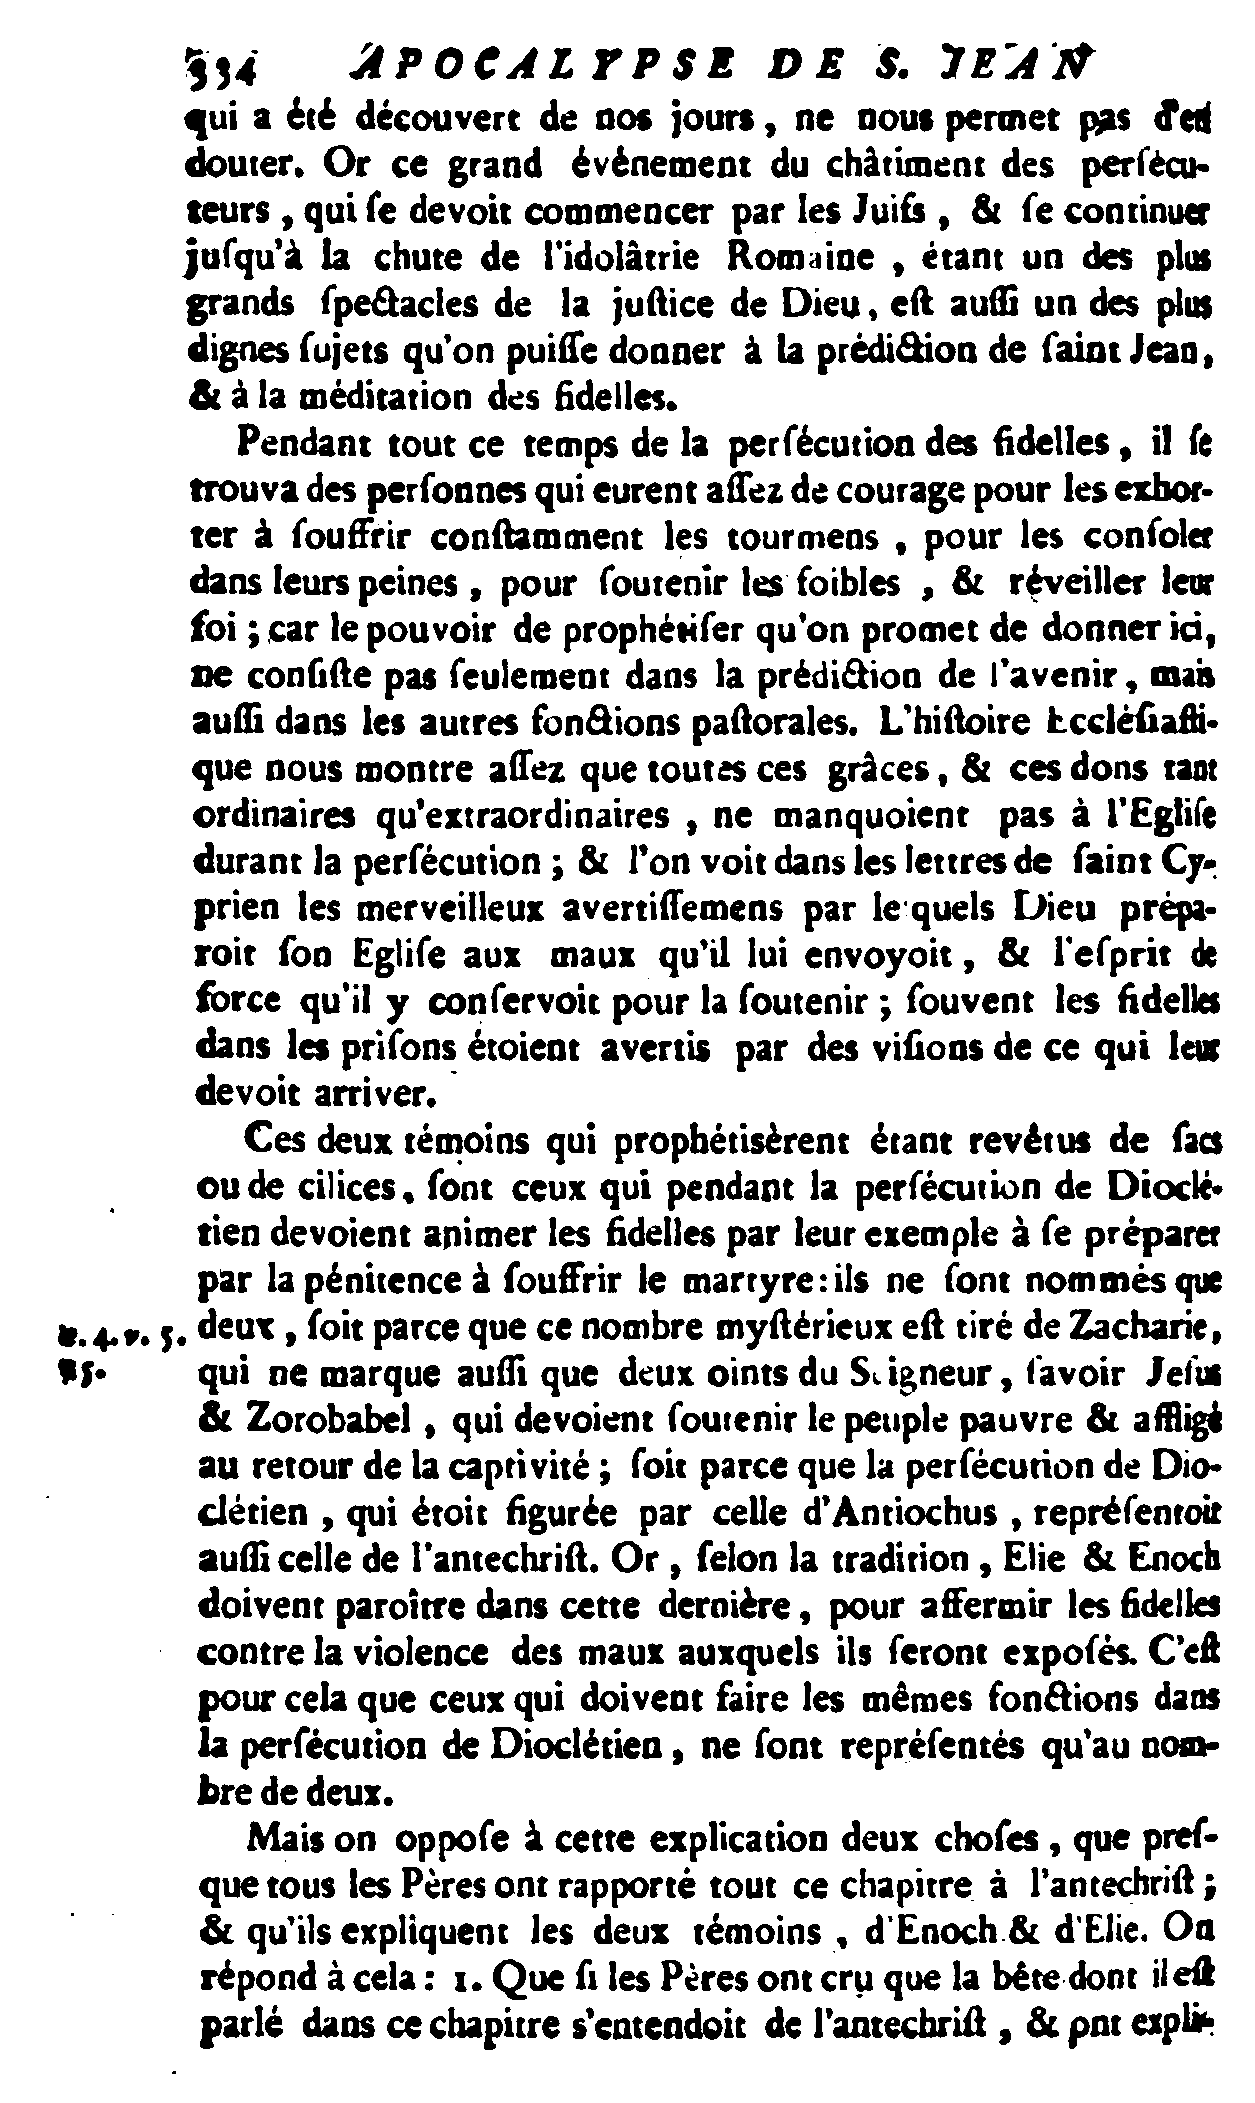 334 APOCALYPSE DE S. JEAN
qui a été découvert de nos jours, ne nous permet pas d'en
douter. Or ce grand événement du châtiment des perſécu-
teurs, qui ſe devoit commencer par les Juifs, & ſe continuer
juſqu'à la chute de l'idolâtrie Romaine, étant un des plus
grands ſpectacles de la juſtice de Dieu, eſt auſſi un des plus
dignes ſujets qu'on puiſſe donner à la prédiction de ſaint Jean,
& à la méditation des fidelles.
Pendant tout ce temps de la perſécution des fidelles, il ſe
trouva des perſonnes qui eurent aſſez de courage pour les exhor-
ter à ſouffrir conſtamment les tourmens, pour les conſoler
dans leurs peines, pour ſoutenir les foibles, & réveiller leur
foi ; car le pouvoir de prophétiſer qu'on promet de donner ici,
ne conſiſte pas ſeulement dans la prédiction de l'avenir, mais
auſſi dans les autres fonctions paſtorales. L'hiſtoire Eccléſiaſti-
que nous montre aſſez que toutes ces grâces, & ces dons tant
ordinaires qu'extraordinaires, ne manquoient pas à l'Egliſe
durant la perſécution ; & l'on voit dans les lettres de ſaint Cy-
prien les merveilleux avertiſſemens par leſquels Dieu prépa-
roit ſon Egliſe aux maux qu'il lui envoyoit, & l'eſprit de
force qu'il y conſervoit pour la ſoutenir ; ſouvent les fidelles
dans les priſons étoient avertis par des viſions de ce qui leur
devoit arriver.
Ces deux témoins qui prophétisèrent étant revêtus de ſacs
ou de cilices, ſont ceux qui pendant la perſécution de Dioclé-
tien devoient animer les fidelles par leur exemple à ſe préparer
par la pénitence à ſouffrir le martyre : ils ne ſont nommés que
deux, ſoit parce que ce nombre myſtérieux eſt tiré de Zacharie,
c. 4. v. 5.
qui ne marque auſſi que deux oints du Seigneur, ſavoir Jeſus
& Zorobabel, qui devoient ſoutenir le peuple pauvre & affligé
au retour de la captivité ; ſoit parce que la perſécution de Dio-
clétien, qui étoit figurée par celle d'Antiochus, repréſentoit
auſſi celle de l'antechriſt. Or, ſelon la tradition, Elie & Enoch
doivent paroître dans cette dernière, pour affermir les fidelles
contre la violence des maux auxquels ils ſeront expoſés. C'eſt
pour cela que ceux qui doivent faire les mêmes fonctions dans
la perſécution de Dioclétien, ne ſont repréſentés qu'au nom-
bre de deux.
Mais on oppoſe à cette explication deux choſes, que preſ-
que tous les Pères ont rapporté tout ce chapitre à l'antechriſt ;
& qu'ils expliquent les deux témoins, d'Enoch & d'Elie. On
répond à cela : 1. Que ſi les Pères ont cru que la bête dont il eſt
parlé dans ce chapitre s'entendoit de l'antechriſt, & ont expli-